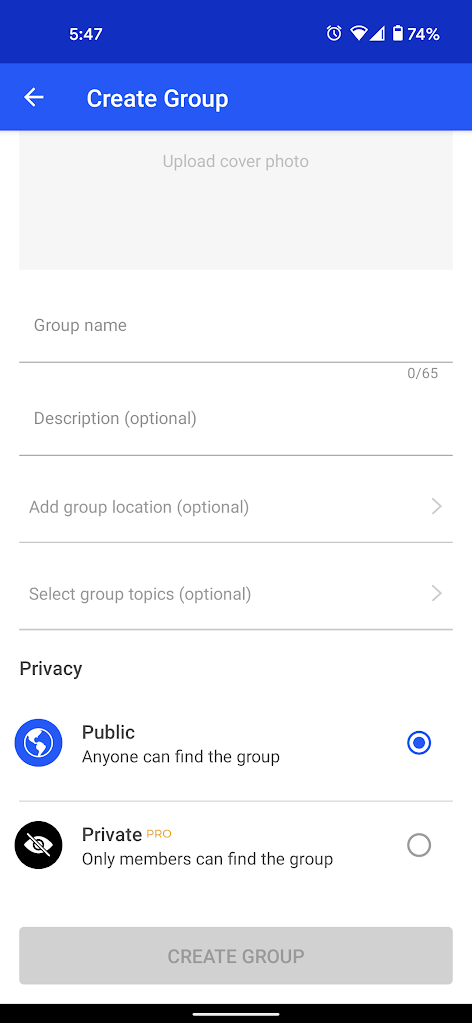 5:47
74%
Create Group
Upload cover photo
Group name
0/65
Description (optional)
Add group location (optional)
Select group topics (optional)
Privacy
Public
Anyone can find the group
Private PRO
Only members can find the group
CREATE GROUP